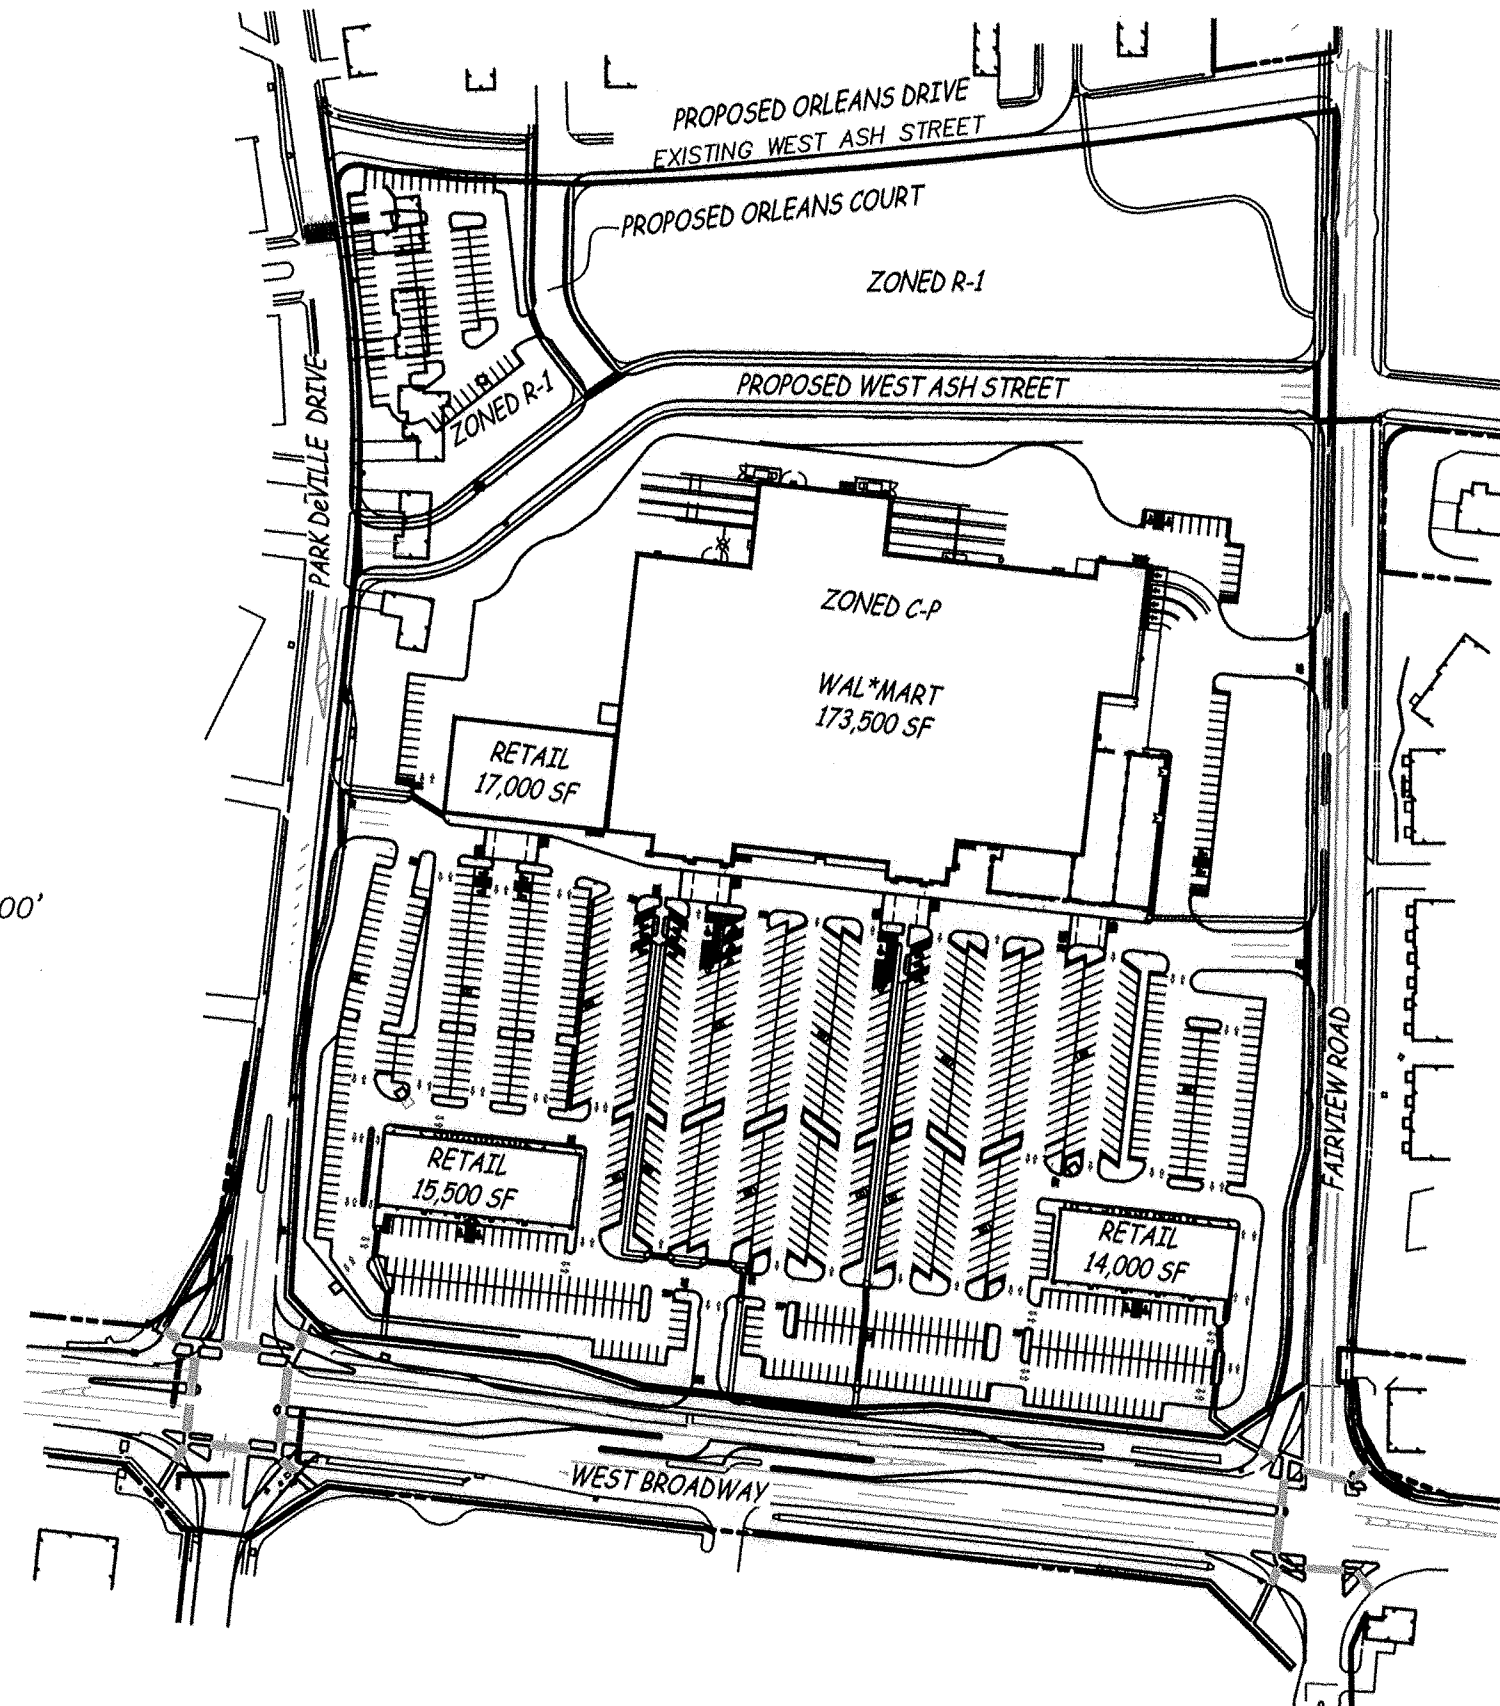 PROPOSED ORLEANS DRIVE
EXISTING WEST ASH STREET
PROPOSED ORLEANS COURT
ZONED R-1
PROPOSED WEST ASH STREET
ZONED R-1
PARK DeVILLE DRIVE
ZONED C-P
WAL*MART
173,500 SF
RETAIL
17,000 SF
00'
FAIRVIEW ROAD
RETAIL
15,500 SF
RETAIL
14,000 SF
WEST BROADWAY